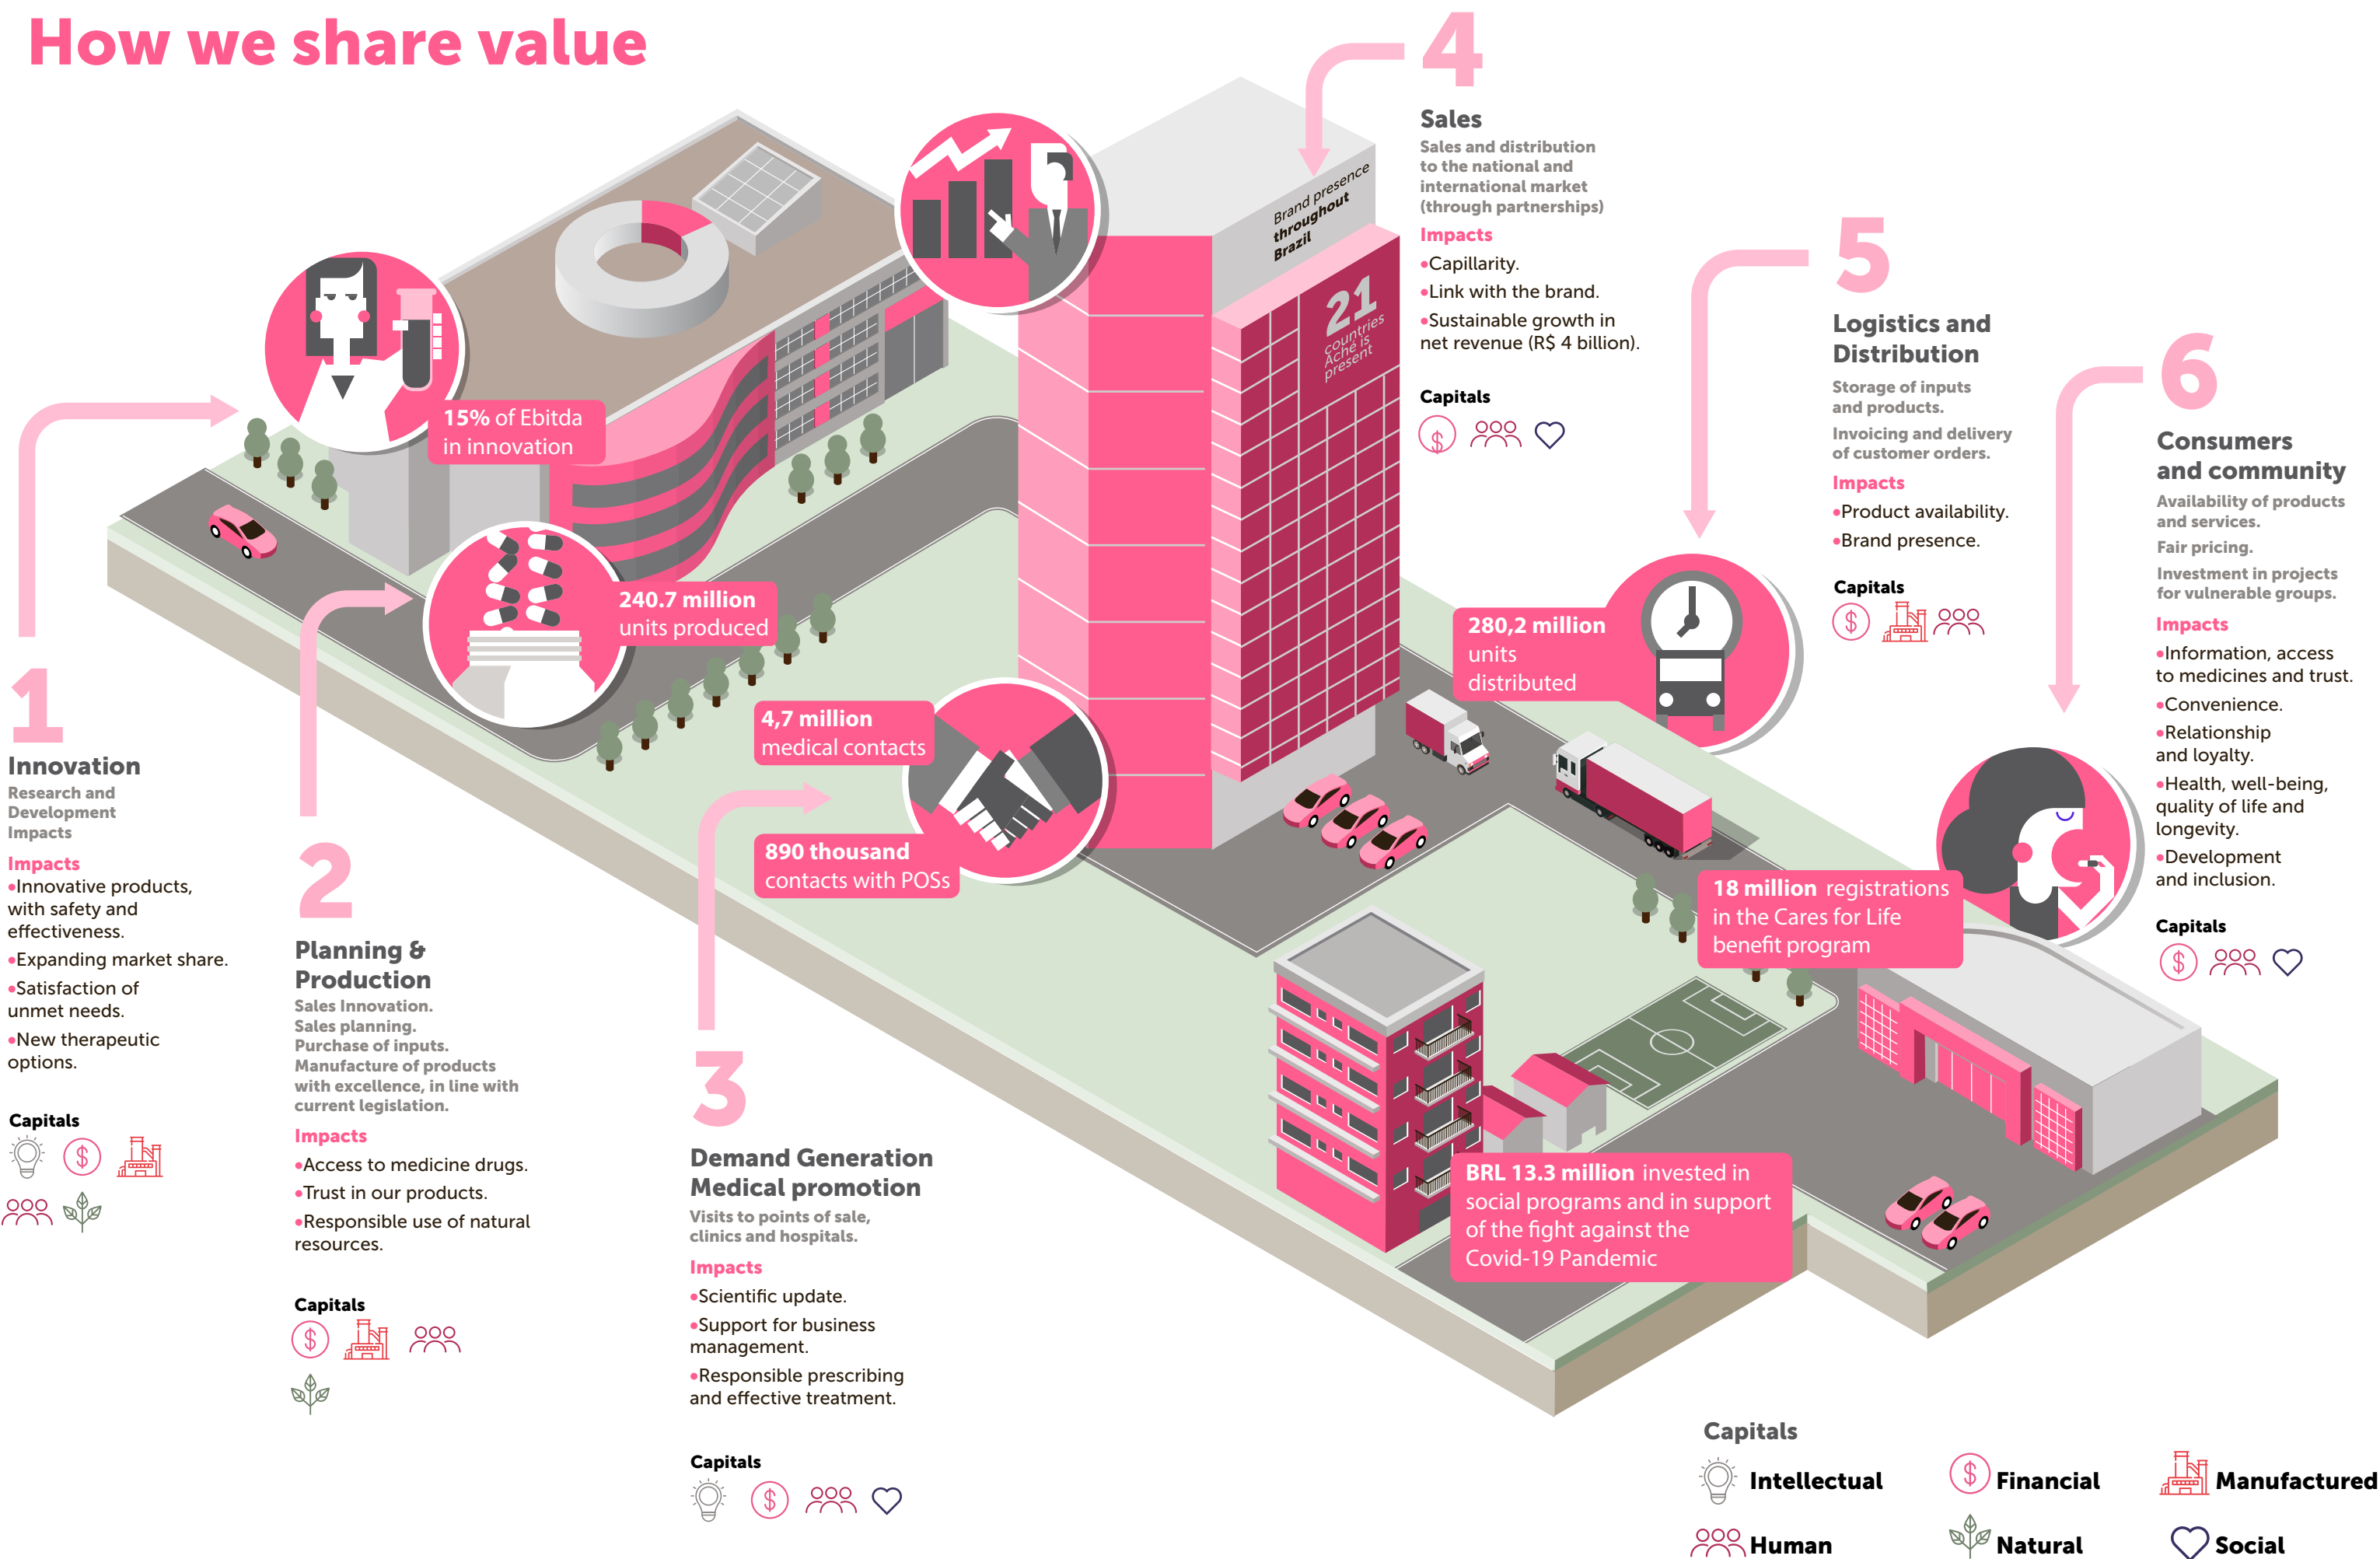 How we share value
1
Innovation
Research and
Development
Impacts
Impacts
•Innovative products,
with safety and
effectiveness.
•Expanding market share.
•Satisfaction of
unmet needs.
•New therapeutic
options.
Capitals
15% of Ebitda
in innovation
2
Planning &
Production
Sales Innovation.
Sales planning.
Purchase of inputs.
Manufacture of products
with excellence, in line with
current legislation.
Impacts
•Access to medicine drugs.
•Trust in our products.
•Responsible use of natural
resources.
Capitals
240.7 million
units produced
3
Demand Generation
Medical promotion
Visits to points of sale,
clinics and hospitals.
Impacts
•Scientific update.
•Support for business
management.
•Responsible prescribing
and effective treatment.
Capitals
4,7 million
medical contacts
890 thousand
contacts with POSs
4
Sales
Sales and distribution
to the national and
international market
(through partnerships)
Impacts
•Capillarity.
•Link with the brand.
•Sustainable growth in
net revenue (R$ 4 billion).
Capitals
Brand presence
throughout
Brazil
21
countries
Aché is
present
5
Logistics and
Distribution
Storage of inputs
and products.
Invoicing and delivery
of customer orders.
Impacts
•Product availability.
•Brand presence.
Capitals
280,2 million
units
distributed
6
Consumers
and community
Availability of products
and services.
Fair pricing.
Investment in projects
for vulnerable groups.
Impacts
•Information, access
to medicines and trust.
•Convenience.
•Relationship
and loyalty.
•Health, well-being,
quality of life and
longevity.
•Development
and inclusion.
Capitals
18 million registrations
in the Cares for Life
benefit program
BRL 13.3 million invested in
social programs and in support
of the fight against the
Covid-19 Pandemic
Capitals
Intellectual
Financial
Manufactured
Human
Natural
Social